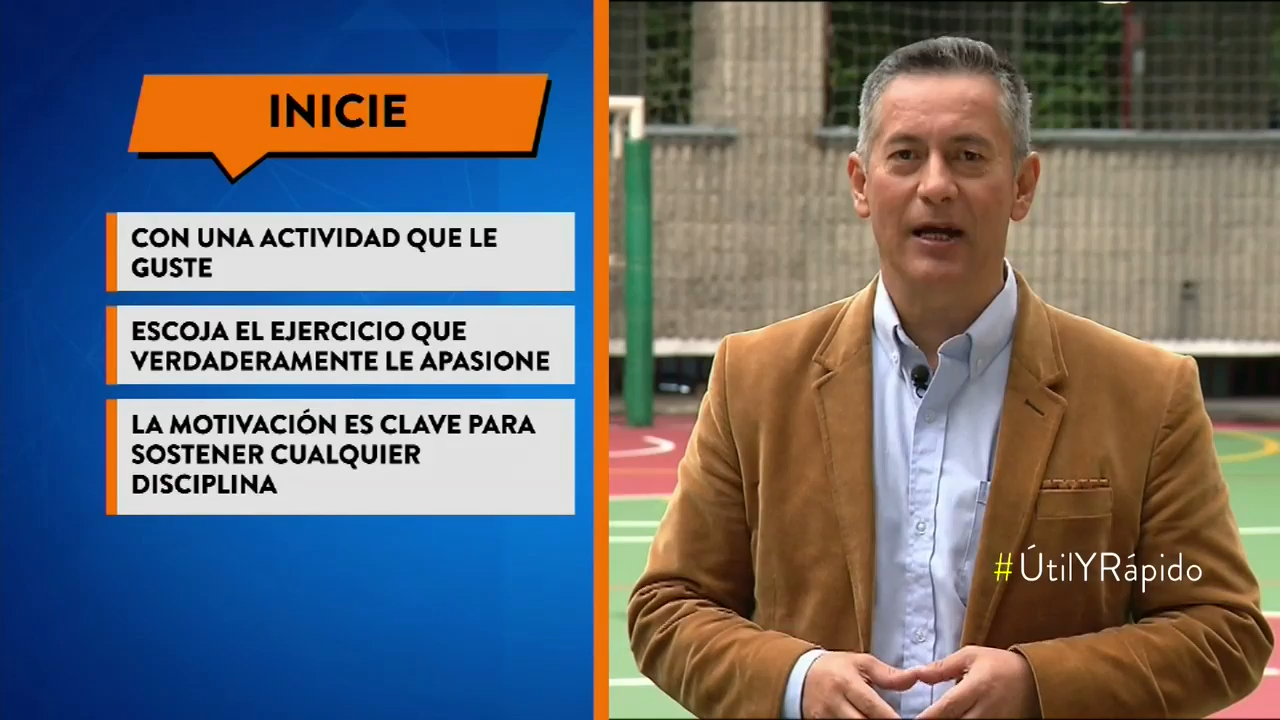 INICIE
CON UNA ACTIVIDAD QUE LE
GUSTE
ESCOJA EL EJERCICIO QUE
VERDADERAMENTE LE APASIONE
LA MOTIVACIÓN ES CLAVE PARA
SOSTENER CUALQUIER
DISCIPLINA
#ÚtilYRápido